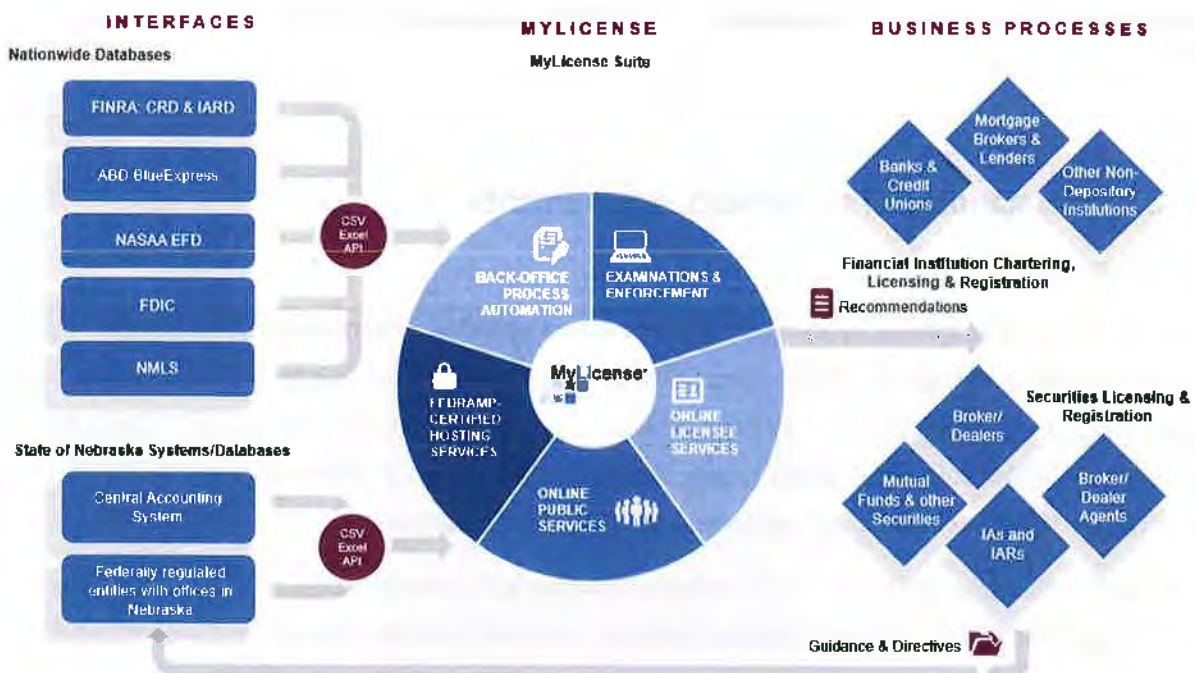 INTERFACES
Nationwide Databases
FINRA: CRD & IARD
ABD BlueExpress
NASAA EFD
FDIC
NMLS
CSV
Excel
API
State of Nebraska Systems/Databases
Central Accounting
System
Federally regulated
entities with offices in
Nebraska
CSV
Excel
API
MYLICENSE
MyLicense Suite
BACK-OFFICE
PROCESS
AUTOMATION
EXAMINATIONS &
ENFORCEMENT
FEDRAMP-
CERTIFIED
HOSTING
SERVICES
MyLicense
ONLINE
LICENSEE
SERVICES
ONLINE
PUBLIC
SERVICES
BUSINESS PROCESSES
Banks &
Credit
Unions
Mortgage
Brokers &
Lenders
Other Non-
Depository
Institutions
Financial Institution Chartering,
Licensing & Registration
Recommendations
Securities Licensing &
Registration
Broker/
Dealers
Mutual
Funds & other
Securities
IAs and
IARs
Broker/
Dealer
Agents
Guidance & Directives